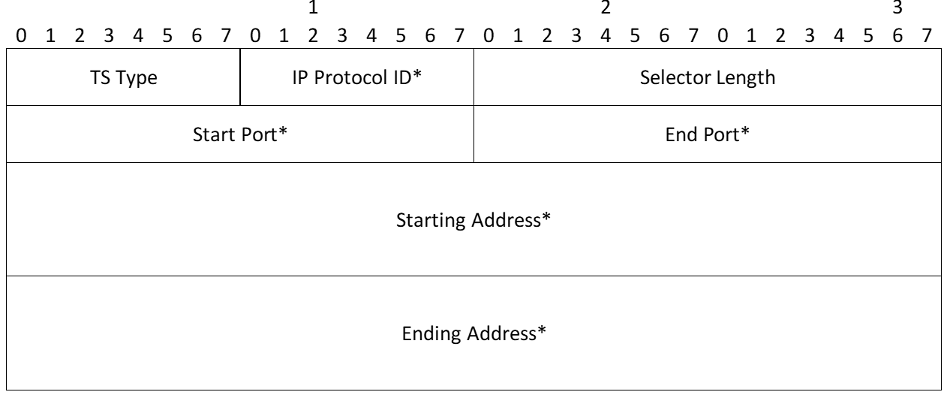 1 2 3
0 1 2 3 4 5 6 7 0 1 2 3 4 5 6 7 0 1 2 3 4 5 6 7 0 1 2 3 4 5 6 7
TS Type IP Protocol ID* Selector Length
Start Port* End Port*
Starting Address*
Ending Address*